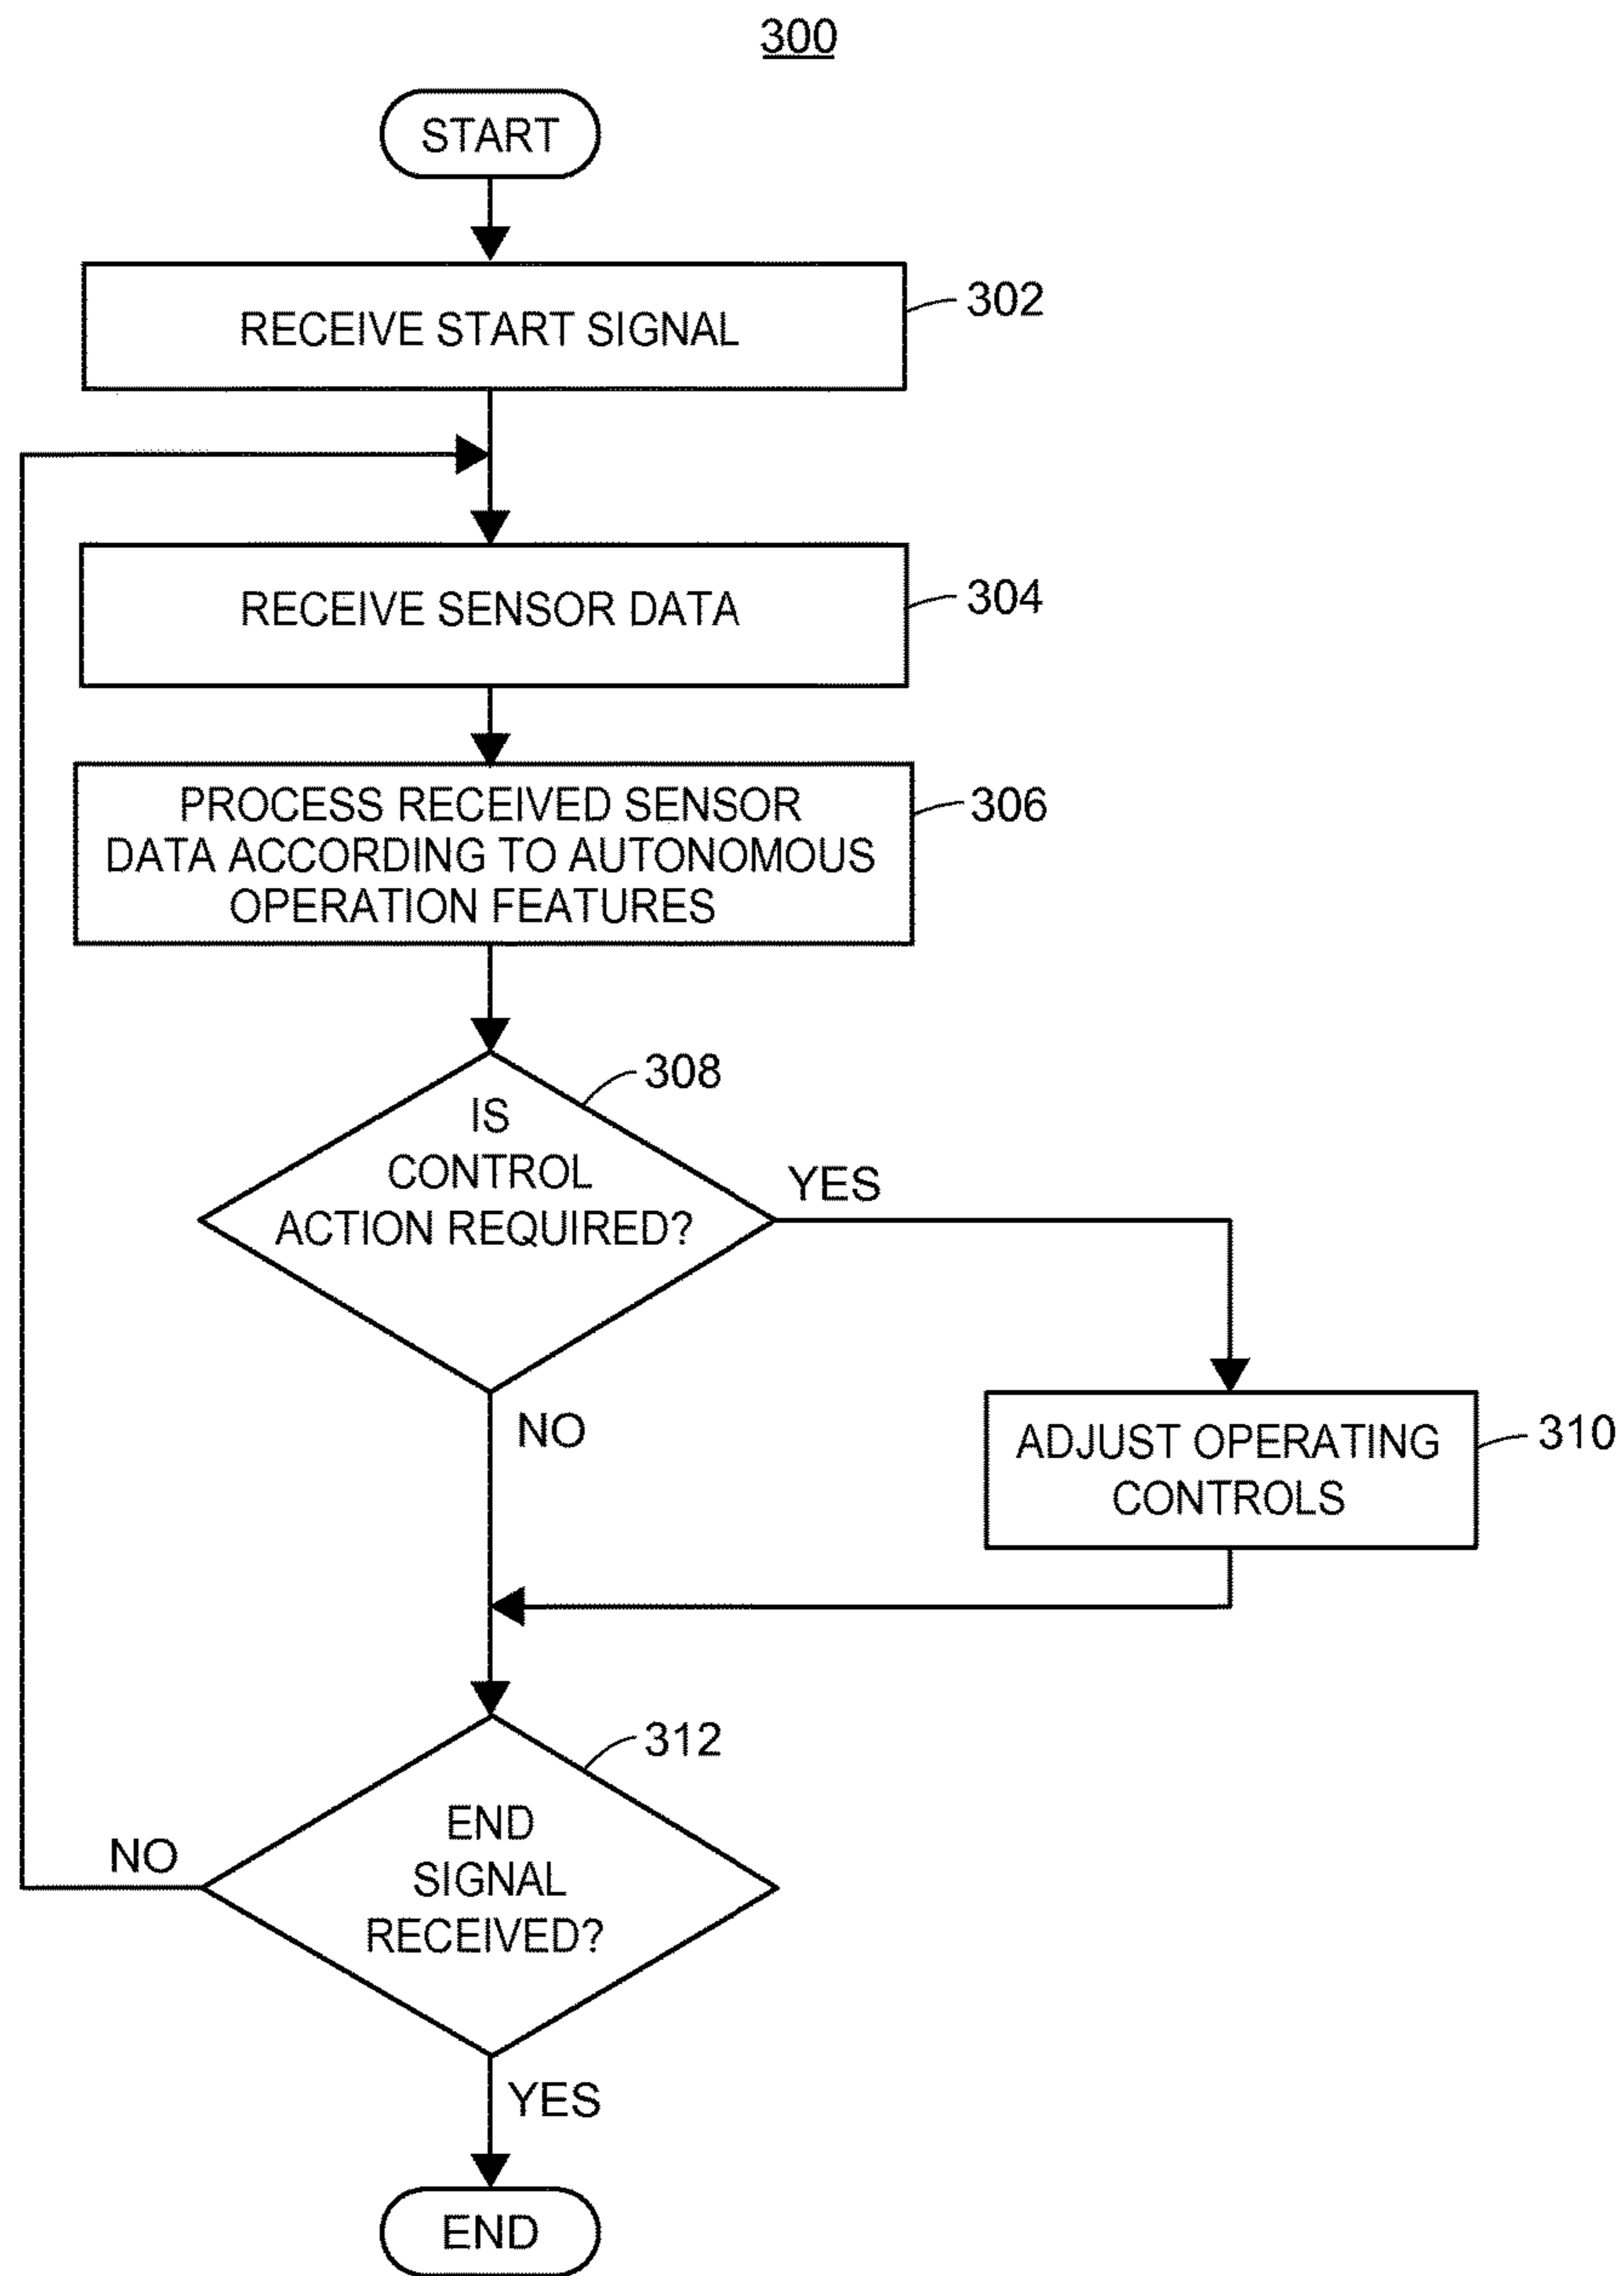 300
START
RECEIVE START SIGNAL
302
RECEIVE SENSOR DATA
304
PROCESS RECEIVED SENSOR
DATA ACCORDING TO AUTONOMOUS
OPERATION FEATURES
306
308
IS
CONTROL
ACTION REQUIRED?
YES
NO
ADJUST OPERATING
CONTROLS
310
312
END
SIGNAL
RECEIVED?
NO
YES
END